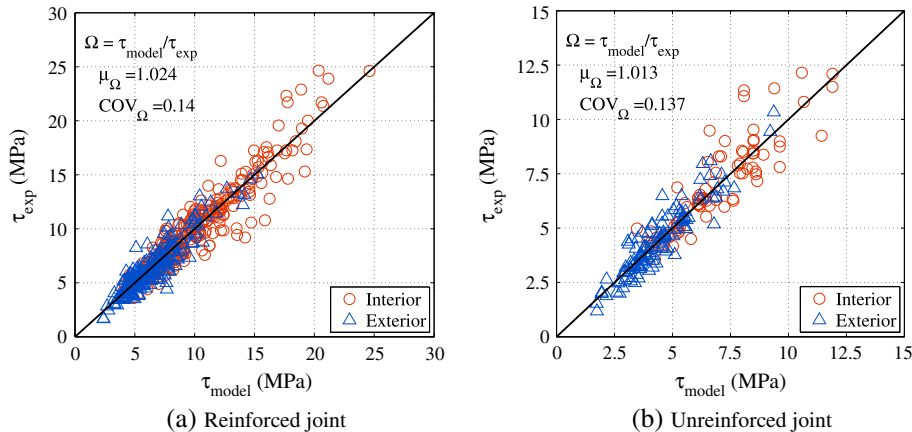 Ω = τmodel/τexp
μΩ=1.024
COVΩ=0.14
30
25
20
15
10
5
0
τexp (MPa)
0 5 10 15 20 25 30
τmodel (MPa)
Interior
Exterior
(a) Reinforced joint
Ω = τmodel/τexp
μΩ=1.013
COVΩ=0.137
15
12.5
10
7.5
5
2.5
0
τexp (MPa)
0 2.5 5 7.5 10 12.5 15
τmodel (MPa)
Interior
Exterior
(b) Unreinforced joint